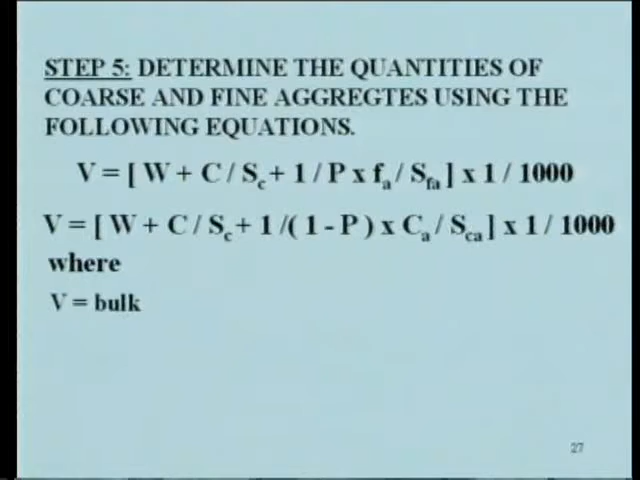 STEP 5: DETERMINE THE QUANTITIES OF
COARSE AND FINE AGGREGTES USING THE
FOLLOWING EQUATIONS.
V = [ W + C / Sc + 1 / P x fa / Sfa ] x 1 / 1000
V = [ W + C / Sc + 1 /( 1 - P ) x Ca / Sca ] x 1 / 1000
where
V = bulk
27